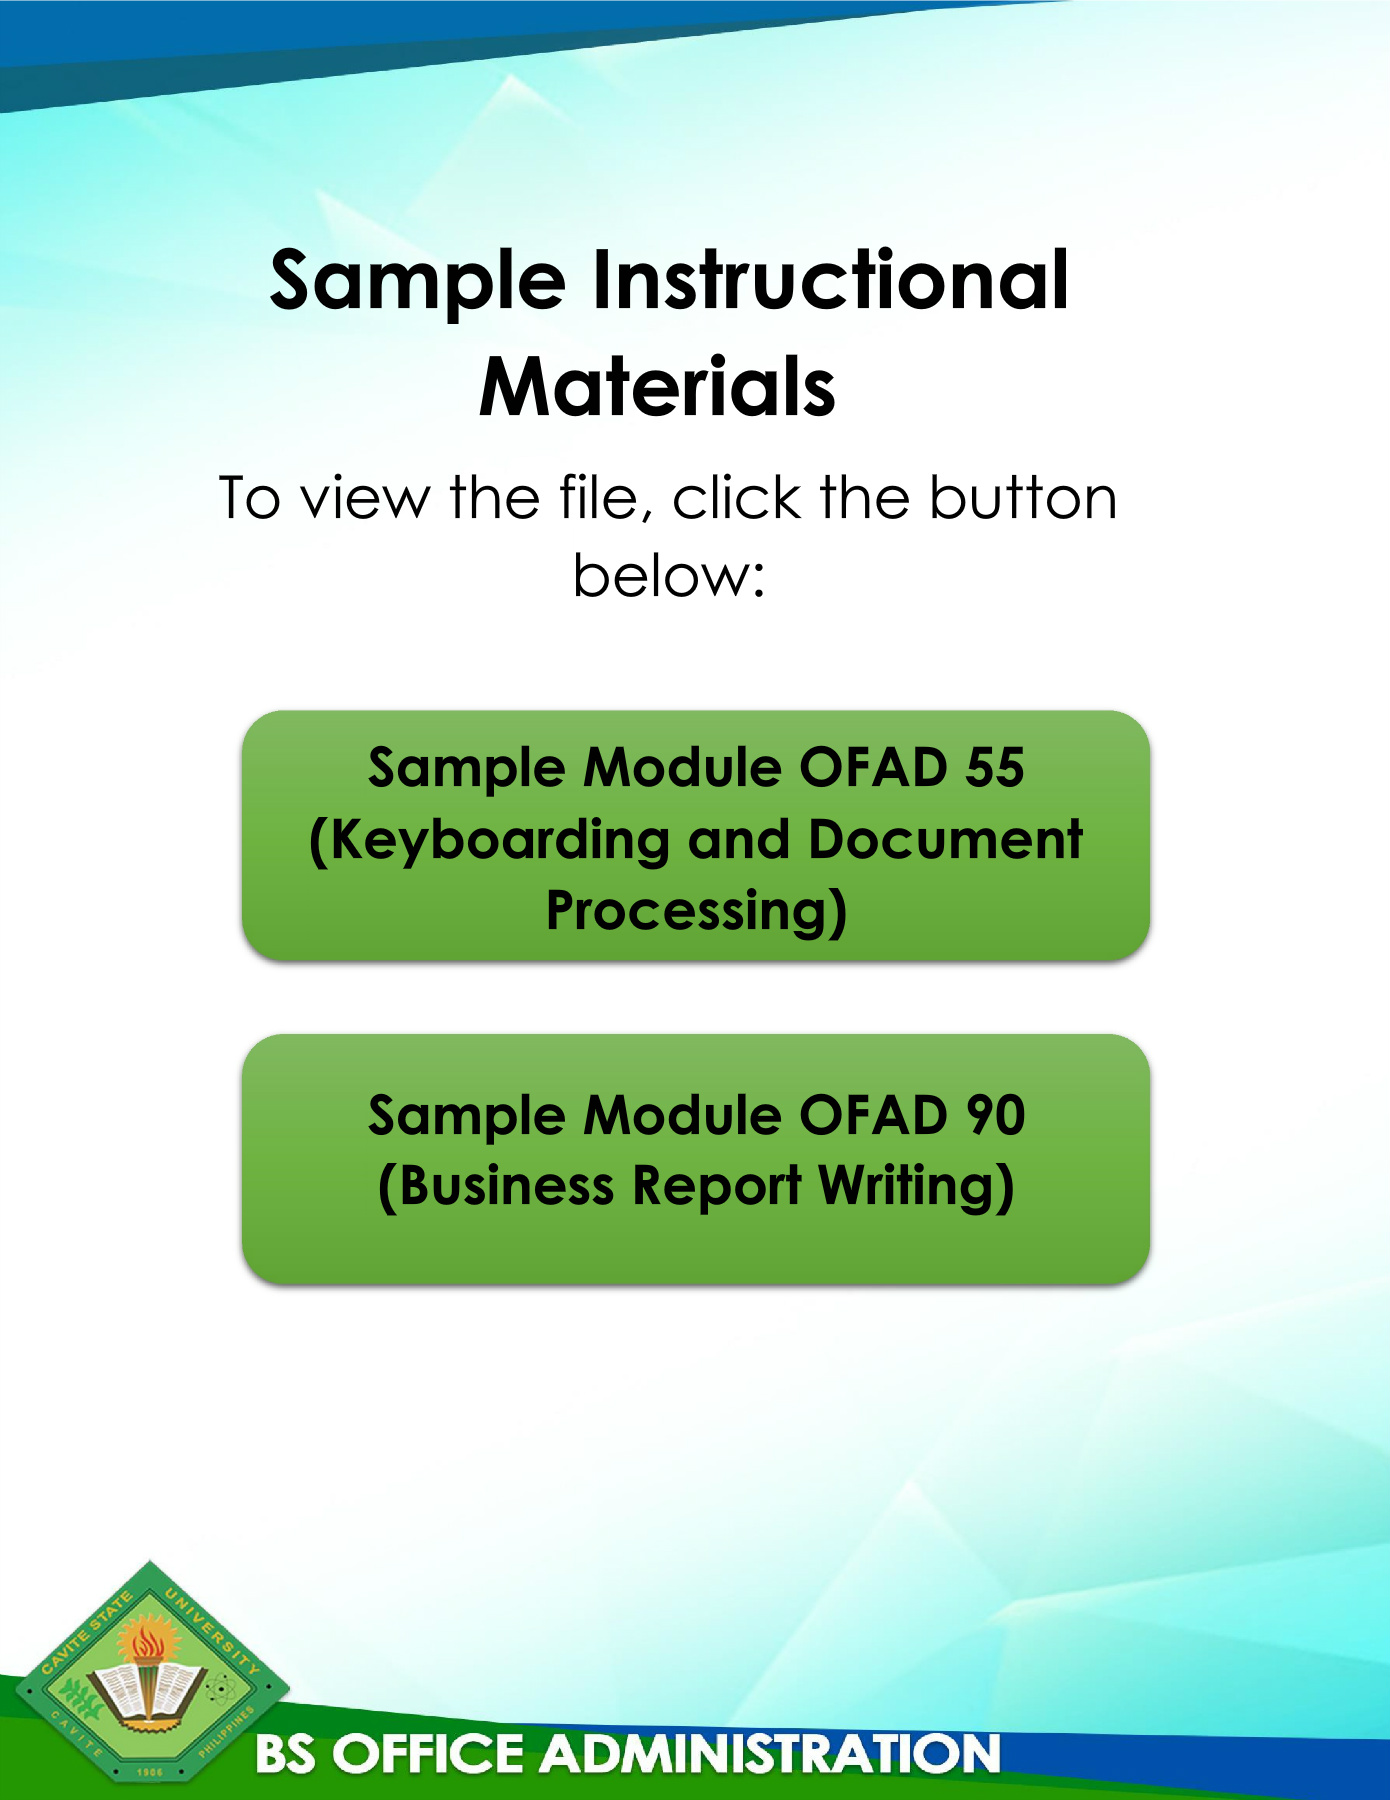 Sample Instructional
Materials
To view the file, click the button
below:
Sample Module OFAD 55
(Keyboarding and Document
Processing)
Sample Module OFAD 90
(Business Report Writing)
CAVITE STATE UNIVERSITY
CAVITE PHILIPPINES
1906
BS OFFICE ADMINISTRATION